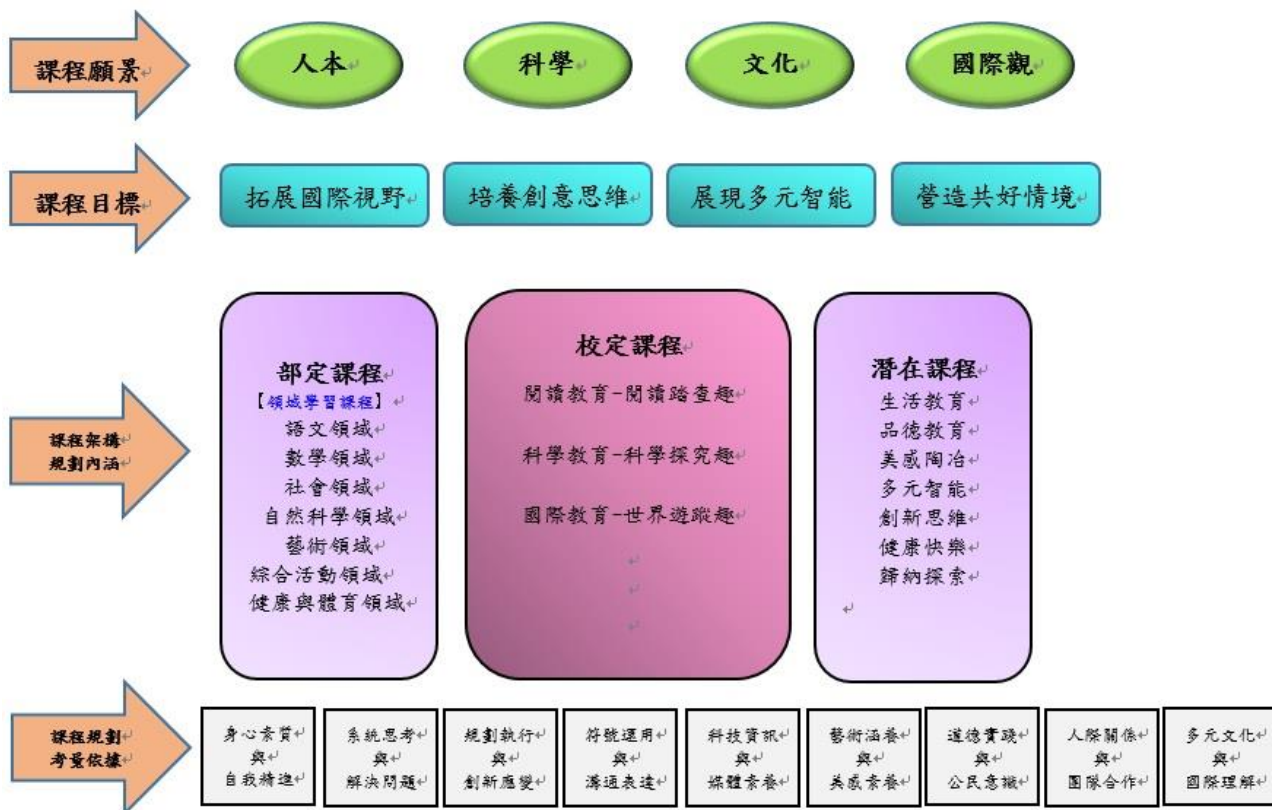 課程願景
人本
科學
文化
國際觀
課程目標
拓展國際視野
培養創意思維
展現多元智能
營造共好情境
課程架構
規劃內涵
部定課程
【領域學習課程】
語文領域
數學領域
社會領域
自然科學領域
藝術領域
綜合活動領域
健康與體育領域
校定課程
閱讀教育-閱讀踏查趣
科學教育-科學探究趣
國際教育-世界遊蹤趣
潛在課程
生活教育
品德教育
美感陶冶
多元智能
創新思維
健康快樂
歸納探索
課程規劃
考量依據
身心素質
與
自我精進
系統思考
與
解決問題
規劃執行
與
創新應變
符號運用
與
溝通表達
科技資訊
與
媒體素養
藝術涵養
與
美感素養
道德實踐
與
公民意識
人際關係
與
團隊合作
多元文化
與
國際理解